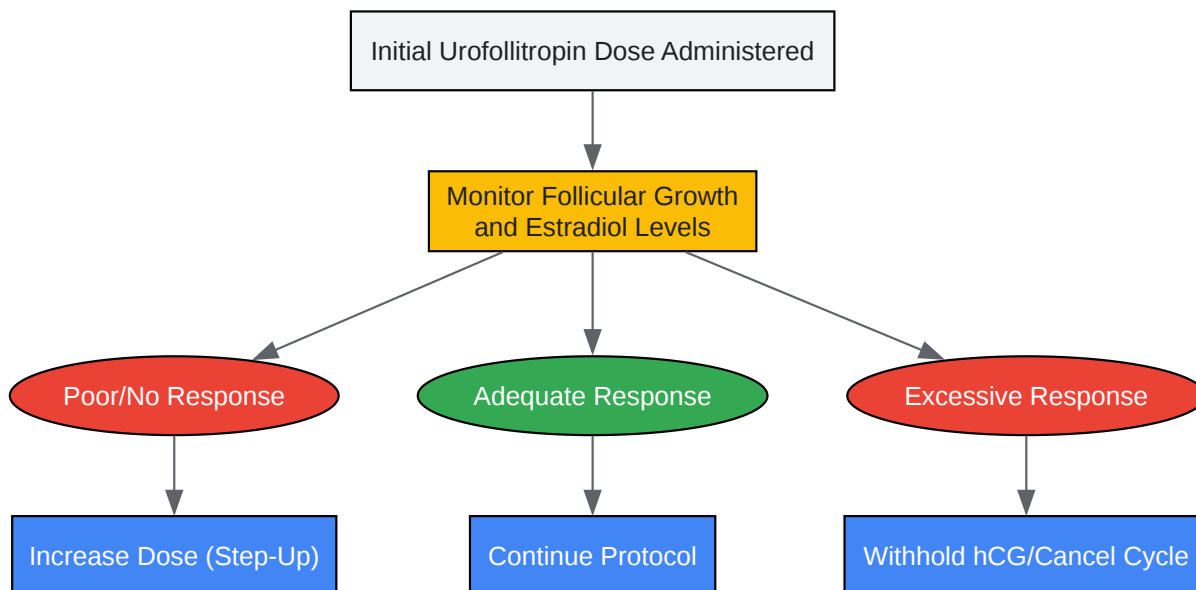 Initial Urofollitropin Dose Administered
Monitor Follicular Growth
and Estradiol Levels
Poor/No Response
Adequate Response
Excessive Response
Increase Dose (Step-Up)
Continue Protocol
Withhold hCG/Cancel Cycle